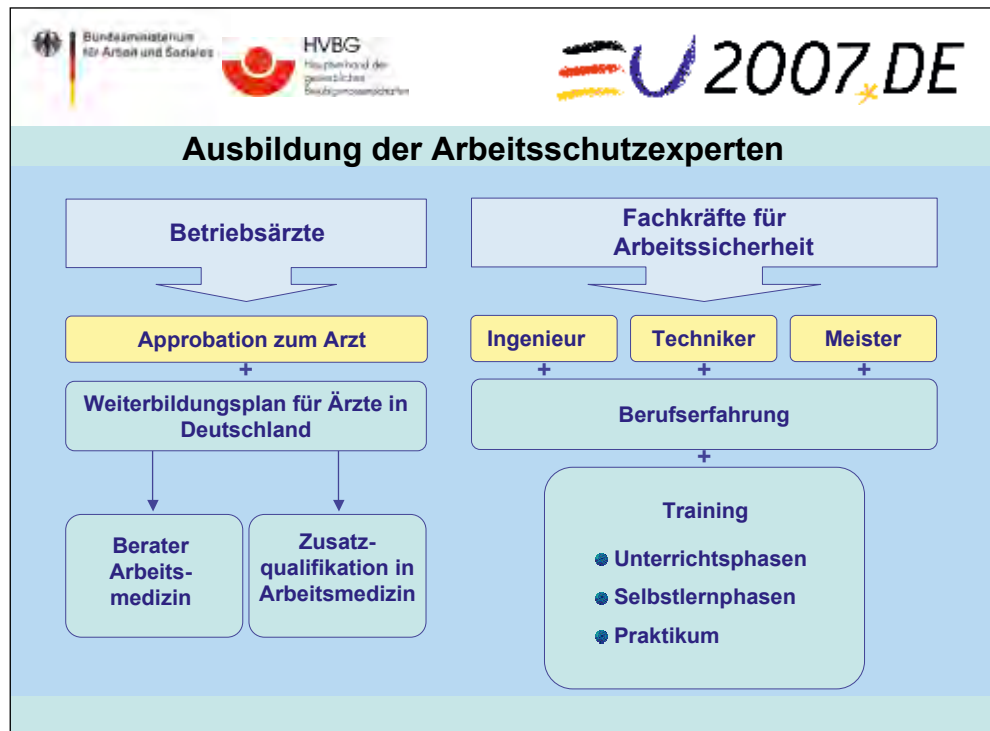 Bundesministerium
für Arbeit und Soziales
HVBG
Hauptverband der
gewerblichen
Berufsgenossenschaften
EU2007.DE
Ausbildung der Arbeitsschutzexperten
Betriebsärzte
Approbation zum Arzt
+
Weiterbildungsplan für Ärzte in
Deutschland
Berater
Arbeits-
medizin
Zusatz-
qualifikation in
Arbeitsmedizin
Fachkräfte für
Arbeitssicherheit
Ingenieur
Techniker
Meister
+ + +
Berufserfahrung
+
Training
Unterrichtsphasen
Selbstlernphasen
Praktikum